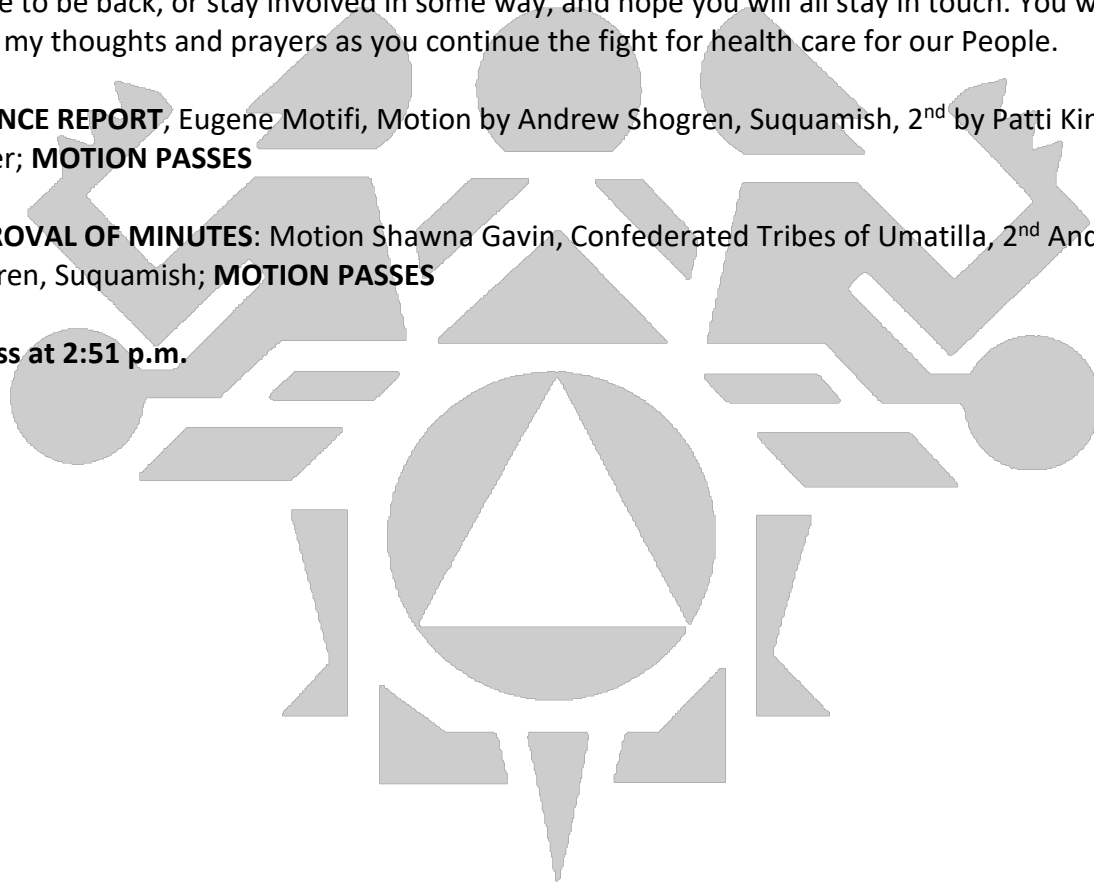 e to be back, or stay involved in some way, and hope you will all stay in touch. You w
my thoughts and prayers as you continue the fight for health care for our People.
NCE REPORT, Eugene Motifi, Motion by Andrew Shogren, Suquamish, 2nd by Patti Kin
er; MOTION PASSES
ROVAL OF MINUTES: Motion Shawna Gavin, Confederated Tribes of Umatilla, 2nd And
ren, Suquamish; MOTION PASSES
ss at 2:51 p.m.